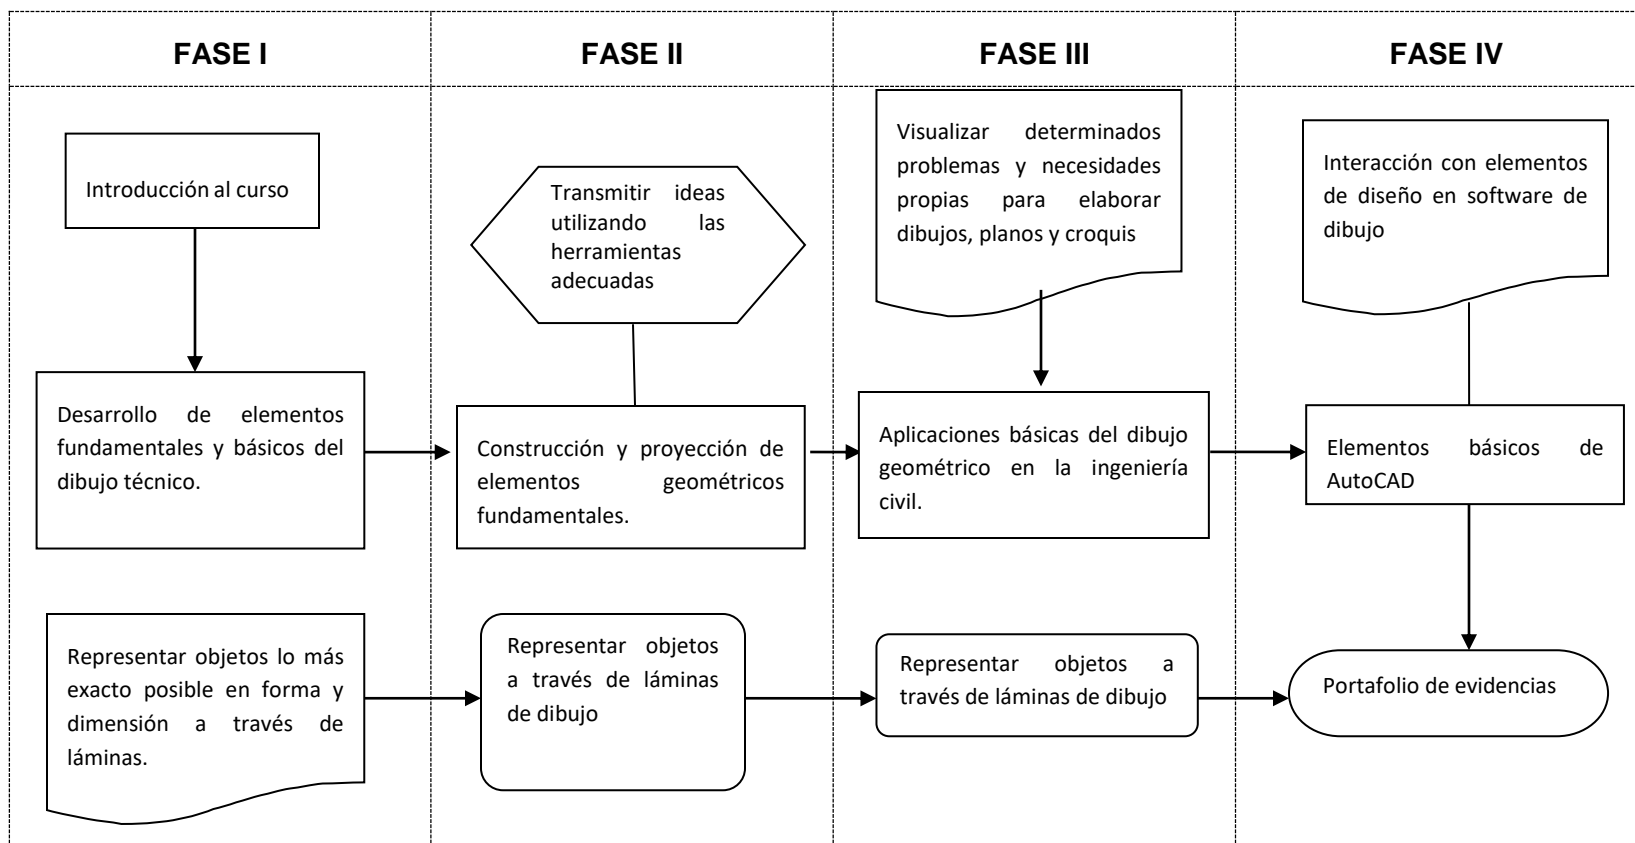 FASE I
FASE II
FASE III
FASE IV
Introducción al curso
Transmitir ideas
utilizando las
herramientas
adecuadas
Visualizar determinados
problemas y necesidades
propias para elaborar
dibujos, planos y croquis
Interacción con elementos
de diseño en software de
dibujo
Desarrollo de elementos
fundamentales y básicos del
dibujo técnico.
Construcción y proyección de
elementos geométricos
fundamentales.
Aplicaciones básicas del dibujo
geométrico en la ingeniería
civil.
Elementos básicos de
AutoCAD
Representar objetos lo más
exacto posible en forma y
dimensión a través de
láminas.
Representar objetos
a través de láminas
de dibujo
Representar objetos a
través de láminas de dibujo
Portafolio de evidencias